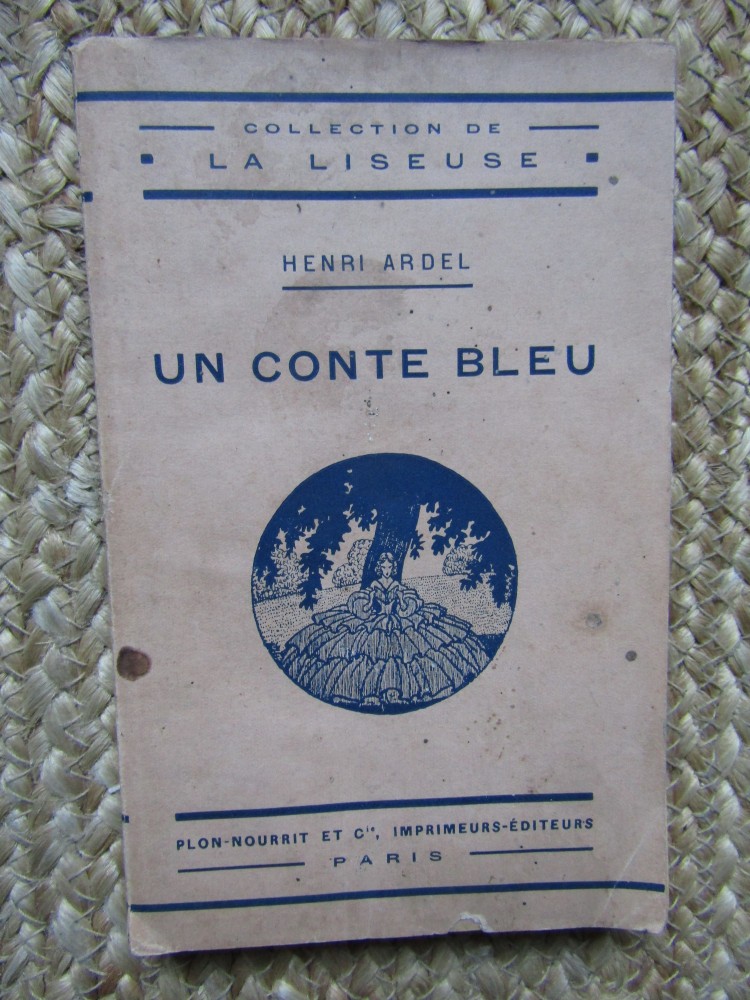 COLLECTION DE
LA LISEUSE
HENRI ARDEL
UN CONTE BLEU
PLON-NOURRIT ET Cie, IMPRIMEURS-ÉDITEURS
PARIS